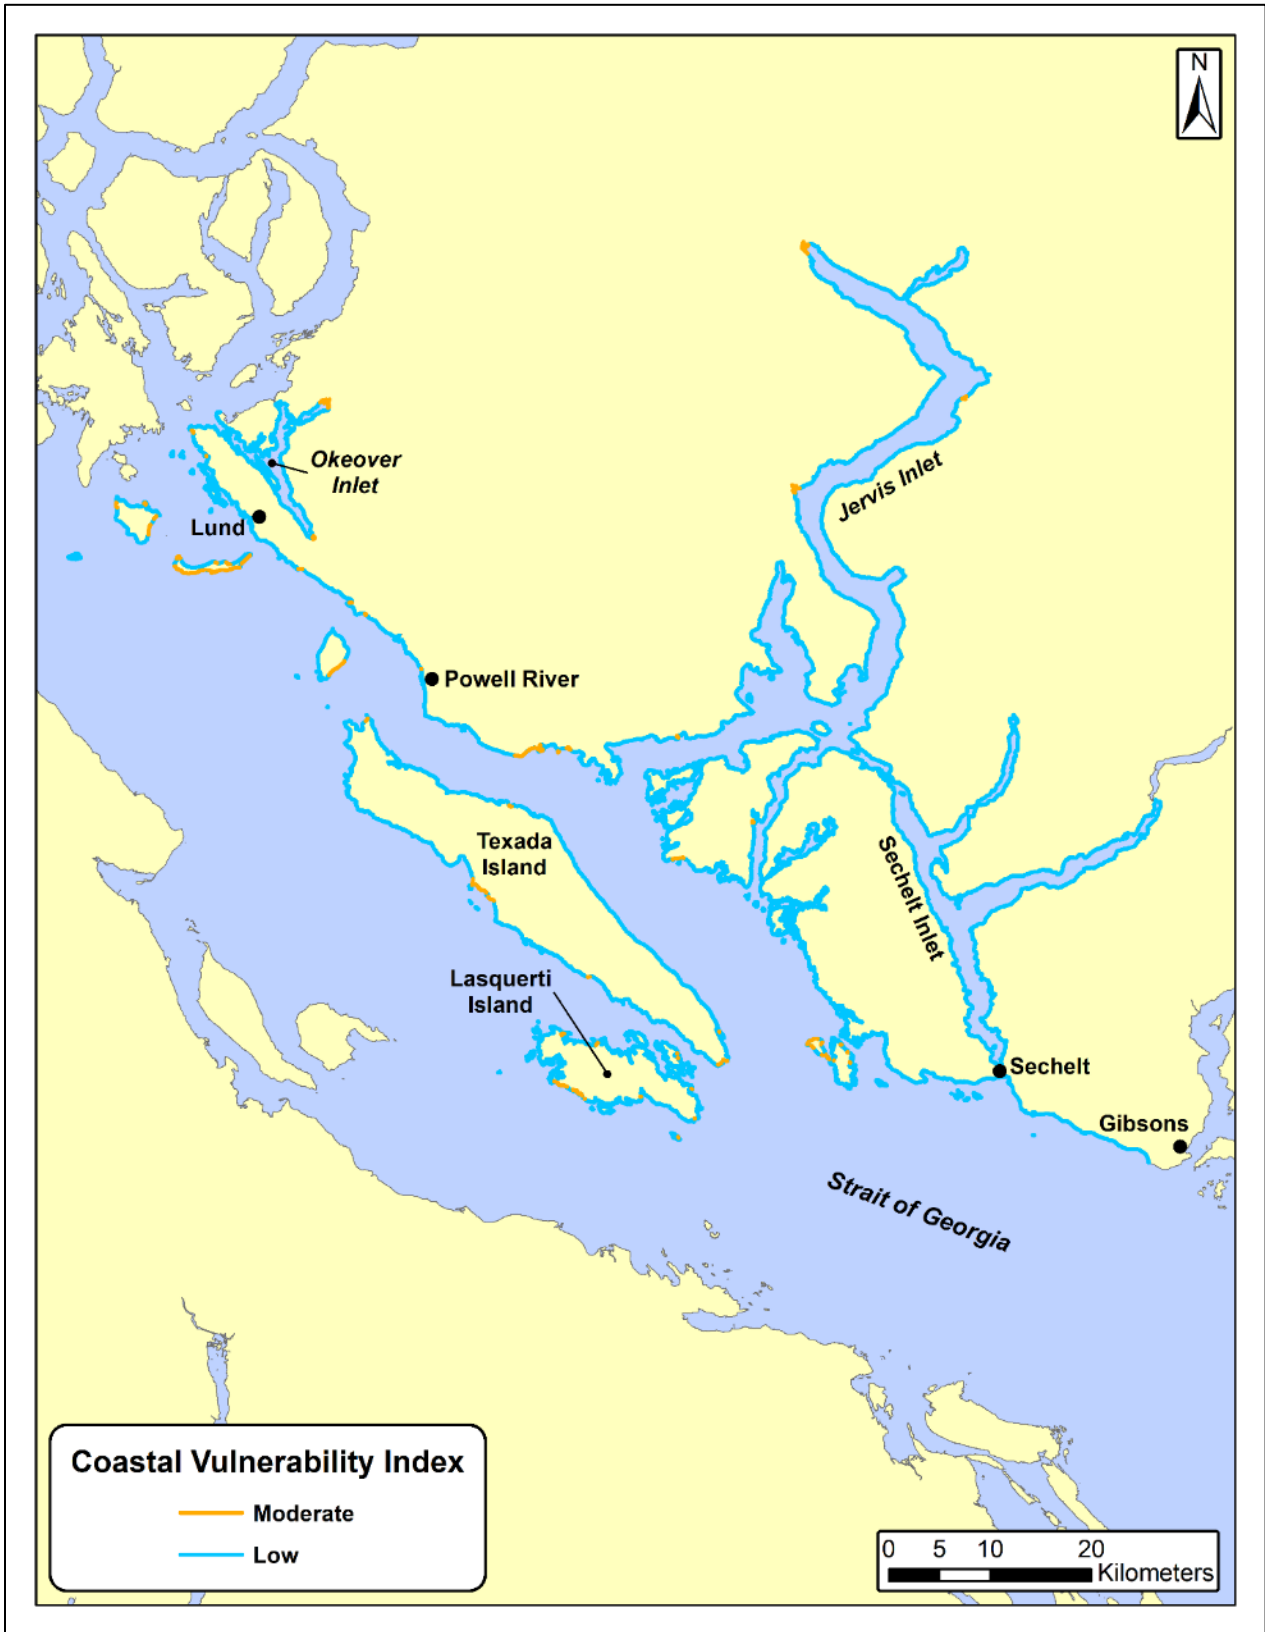 N
Okeover
Inlet
Lund
Jervis Inlet
Powell River
Texada
Island
Sechelt Inlet
Lasquerti
Island
Sechelt
Gibsons
Strait of Georgia
Coastal Vulnerability Index
Moderate
Low
0 5 10 20
Kilometers